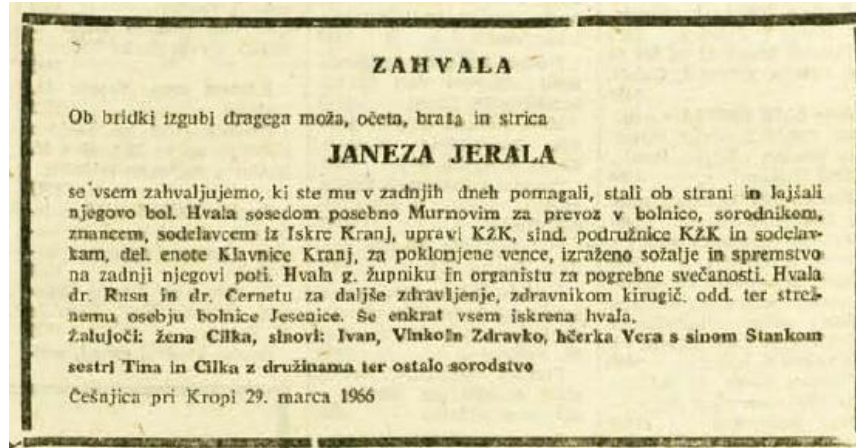 ZAHVALA
Ob bridki izgubi dragega moža, očeta, brata in strica
JANEZA JERALA
se vsem zahvaljujemo, ki ste mu v zadnjih dneh pomagali, stali ob strani in lajšali
njegovo bol. Hvala sosedom posebno Murnovim za prevoz v bolnico, sorodnikom,
znancem, sodelavcem iz Iskre Kranj, upravi KŽK, sind. podružnice KŽK in sodelav-
kam, del. enote Klavnice Kranj, za poklonjene vence, izraženo sožalje in spremstvo
na zadnji njegovi poti. Hvala g. župniku in organistu za pogrebne svečanosti. Hvala
dr. Rusu in dr. Černetu za daljše zdravljenje, zdravnikom kirugič. odd. ter strež-
nemu osebju bolnice Jesenice. Še enkrat vsem iskrena hvala.
Žalujoči: žena Cilka, sinovi: Ivan, Vinko in Zdravko, hčerka Vera s sinom Stankom
sestri Tina in Cilka z družinama ter ostalo sorodstvo
Češnjica pri Kropi 29. marca 1966